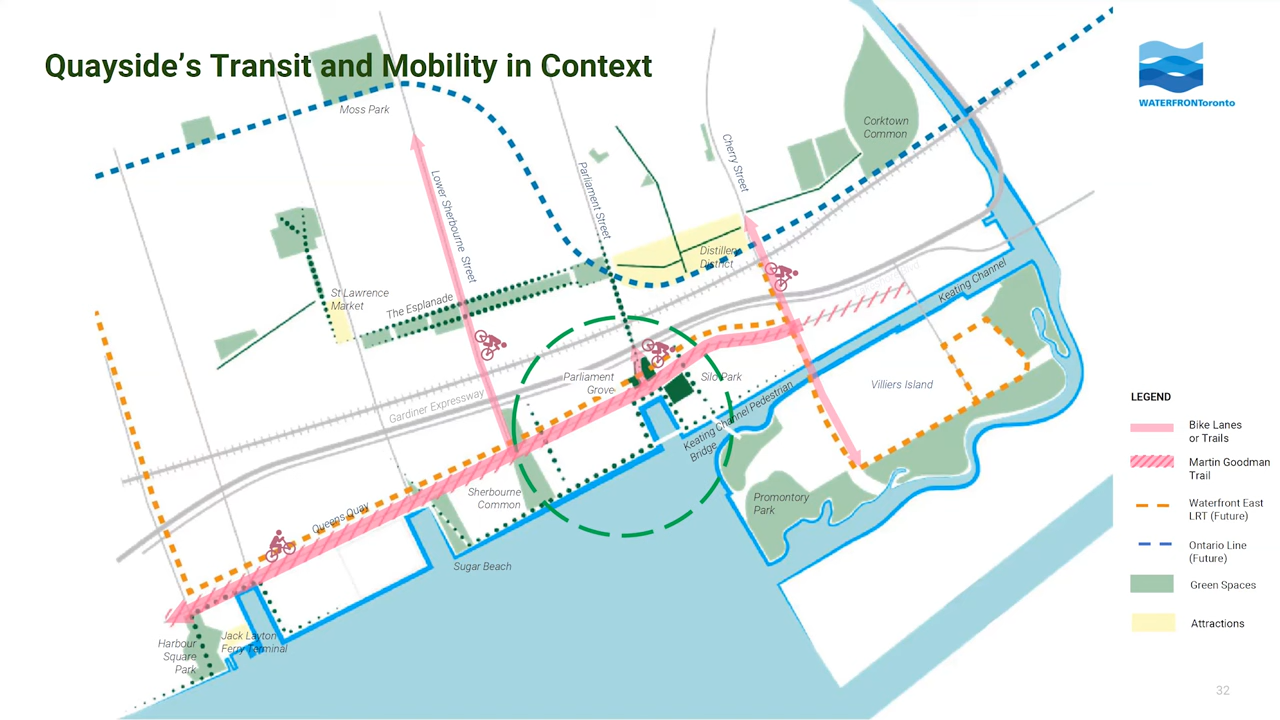 Quayside's Transit and Mobility in Context
WATERFRONToronto
Moss Park
Corktown
Common
Cherry Street
Parliament Street
Lower Sherbourne Street
Distillery
District
St Lawrence
Market
The Esplanade
Keating Channel
Gardiner Expressway
Parliament
Grove
Silo Park
Villiers Island
Keating Channel Pedestrian
Bridge
Sherbourne
Common
Promontory
Park
Queens Quay
Sugar Beach
Harbour
Square
Park
Jack Layton
Ferry Terminal
LEGEND
Bike Lanes
or Trails
Martin Goodman
Trail
Waterfront East
LRT (Future)
Ontario Line
(Future)
Green Spaces
Attractions
32